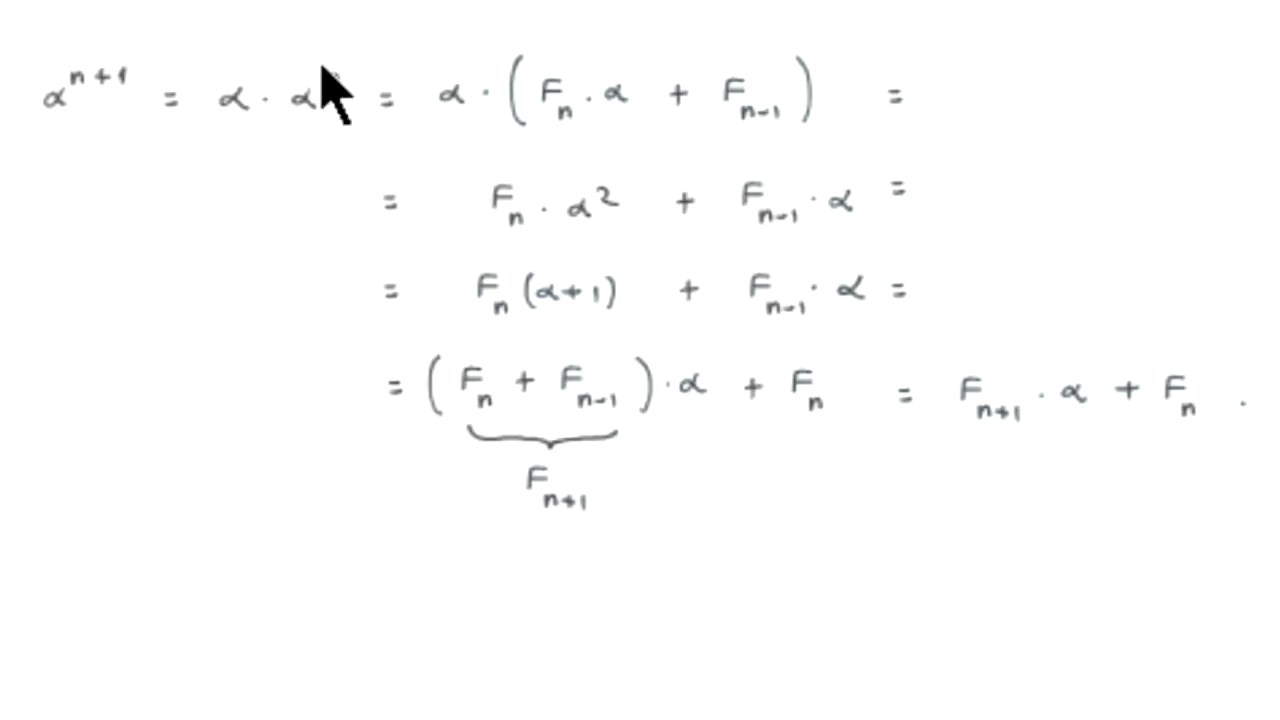 α^{n+1} = α · α = α · ( F_n · α + F_{n-1} ) =
= F_n · α² + F_{n-1} · α =
= F_n (α+1) + F_{n-1} · α =
= ( F_n + F_{n-1} ) · α + F_n = F_{n+1} · α + F_n .
F_{n+1}